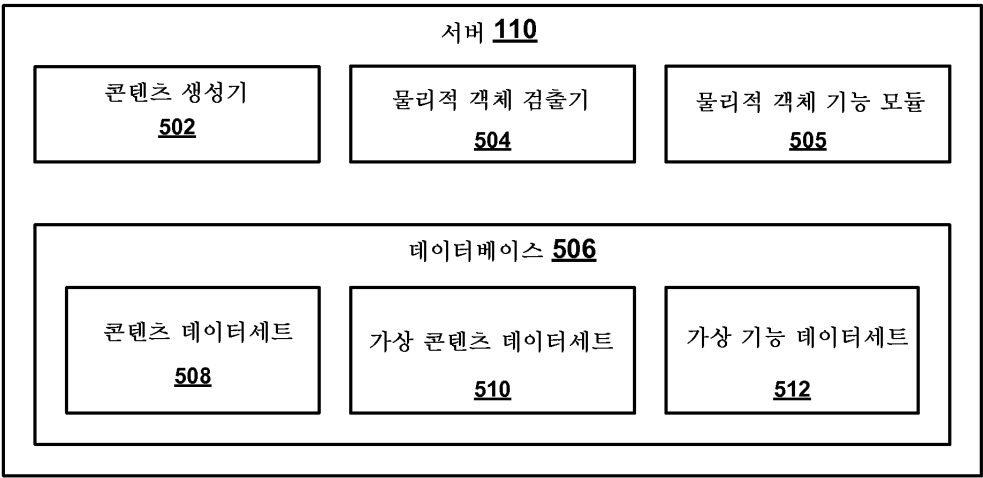 서버 110
콘텐츠 생성기
502
물리적 객체 검출기
504
물리적 객체 기능 모듈
505
데이터베이스 506
콘텐츠 데이터세트
508
가상 콘텐츠 데이터세트
510
가상 기능 데이터세트
512